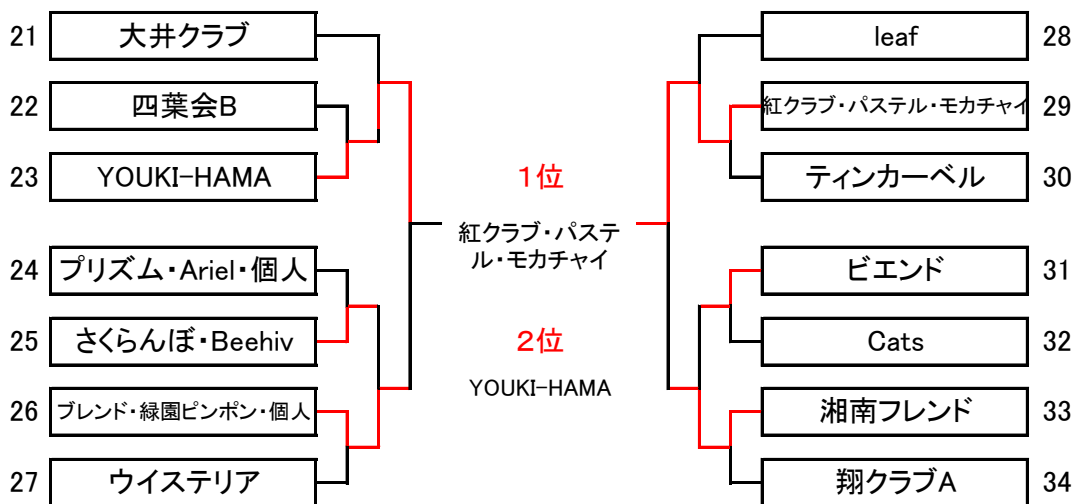 21 大井クラブ
22 四葉会B
23 YOUKI-HAMA
24 プリズム・Ariel・個人
25 さくらんぼ・Beehiv
26 ブレンド・緑園ピンポン・個人
27 ウイステリア
1位
紅クラブ・パステ
ル・モカチャイ
2位
YOUKI-HAMA
leaf 28
紅クラブ・パステル・モカチャイ 29
ティンカーベル 30
ビエンド 31
Cats 32
湘南フレンド 33
翔クラブA 34